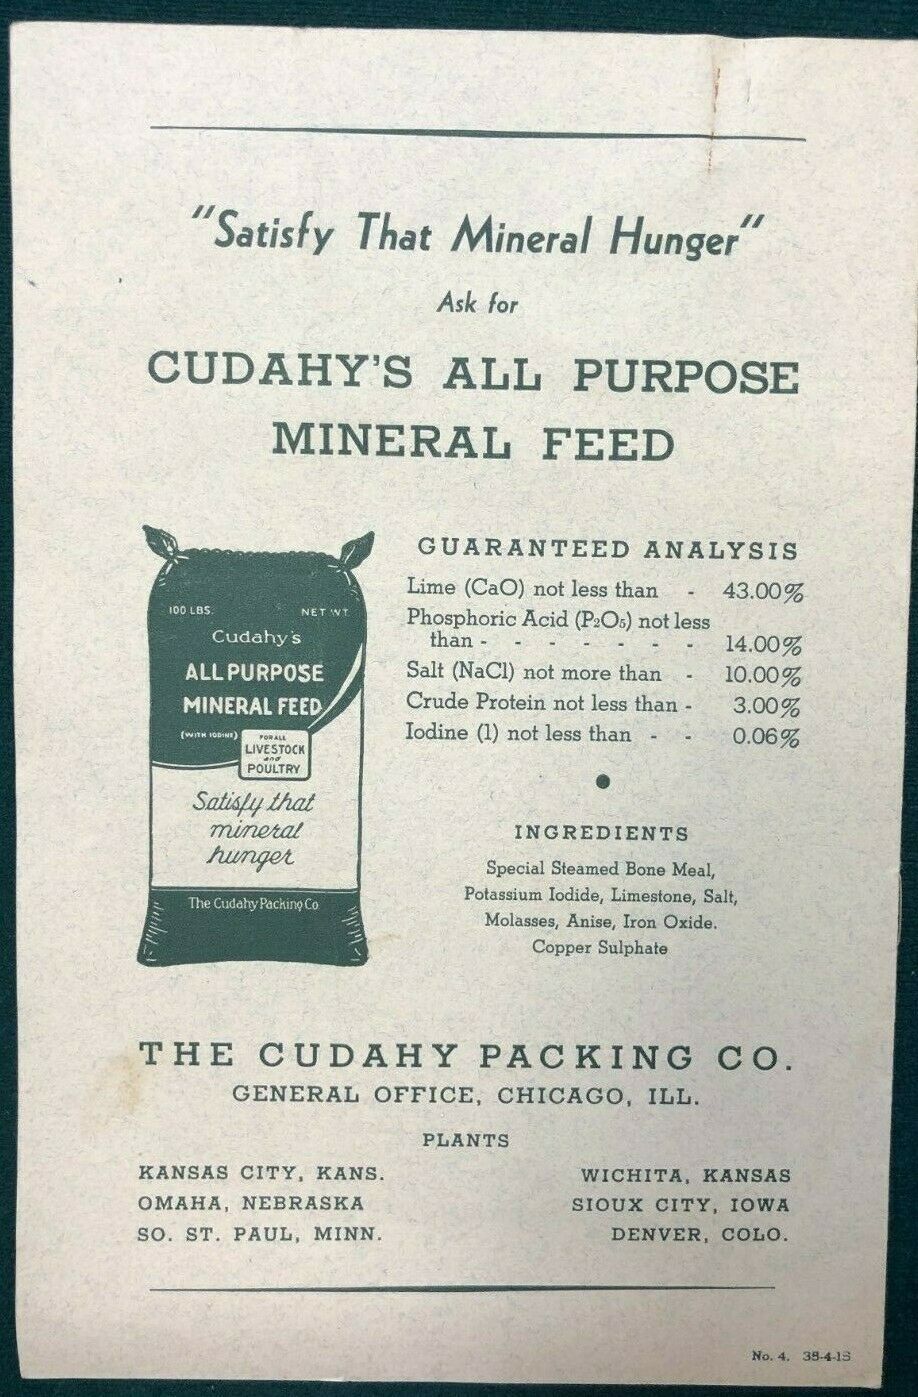 "Satisfy That Mineral Hunger"
Ask for
CUDAHY'S ALL PURPOSE
MINERAL FEED
100 LBS. NET WT
Cudahy's
ALL PURPOSE
MINERAL FEED
(WITH IODINE)
FOR ALL
LIVESTOCK
and
POULTRY
Satisfy that
mineral
hunger
The Cudahy Packing Co.
GUARANTEED ANALYSIS
Lime (CaO) not less than - 43.00%
Phosphoric Acid (P₂O₅) not less
than - - - - - - - 14.00%
Salt (NaCl) not more than - 10.00%
Crude Protein not less than - 3.00%
Iodine (1) not less than - - 0.06%
INGREDIENTS
Special Steamed Bone Meal,
Potassium Iodide, Limestone, Salt,
Molasses, Anise, Iron Oxide.
Copper Sulphate
THE CUDAHY PACKING CO.
GENERAL OFFICE, CHICAGO, ILL.
PLANTS
KANSAS CITY, KANS. WICHITA, KANSAS
OMAHA, NEBRASKA SIOUX CITY, IOWA
SO. ST. PAUL, MINN. DENVER, COLO.
No. 4. 38-4-1S